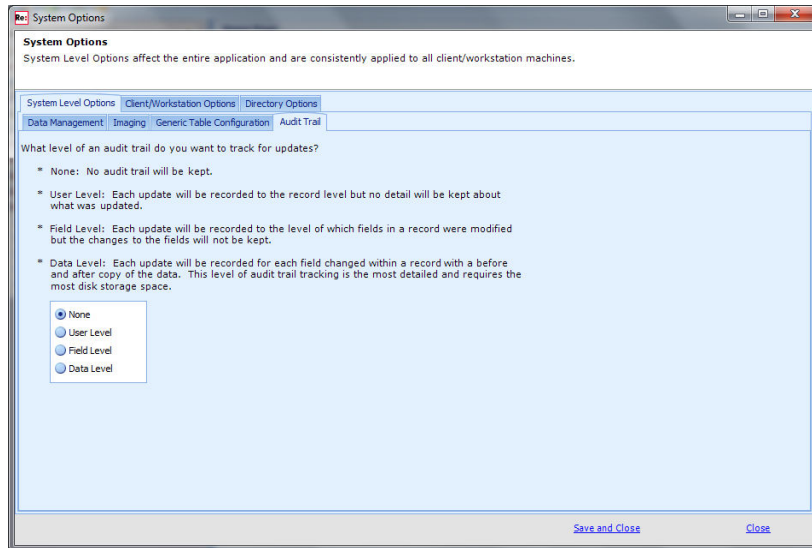 Re: System Options
System Options
System Level Options affect the entire application and are consistently applied to all client/workstation machines.
System Level Options Client/Workstation Options Directory Options
Data Management Imaging Generic Table Configuration Audit Trail
What level of an audit trail do you want to track for updates?
* None: No audit trail will be kept.
* User Level: Each update will be recorded to the record level but no detail will be kept about
what was updated.
* Field Level: Each update will be recorded to the level of which fields in a record were modified
but the changes to the fields will not be kept.
* Data Level: Each update will be recorded for each field changed within a record with a before
and after copy of the data. This level of audit trail tracking is the most detailed and requires the
most disk storage space.
None
User Level
Field Level
Data Level
Save and Close Close